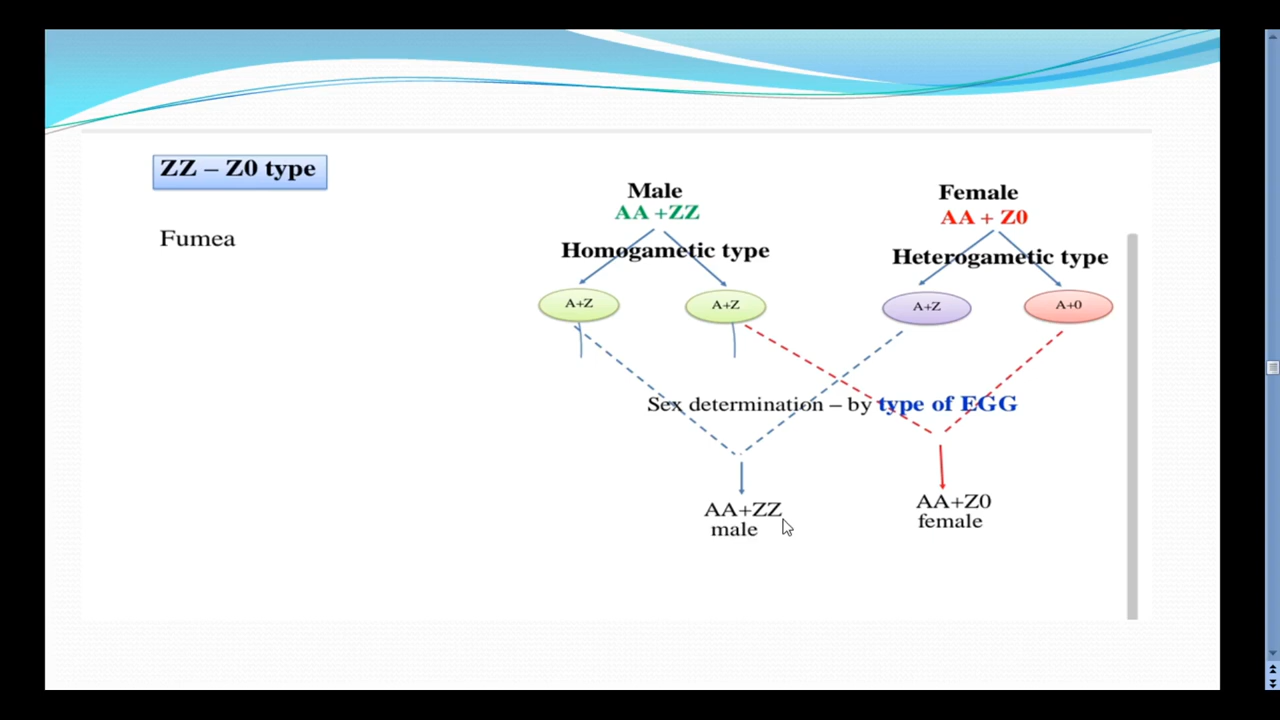 ZZ – Z0 type
Fumea
Male
AA +ZZ
Homogametic type
Female
AA + Z0
Heterogametic type
A+Z
A+Z
A+Z
A+0
Sex determination – by type of EGG
AA+ZZ
male
AA+Z0
female